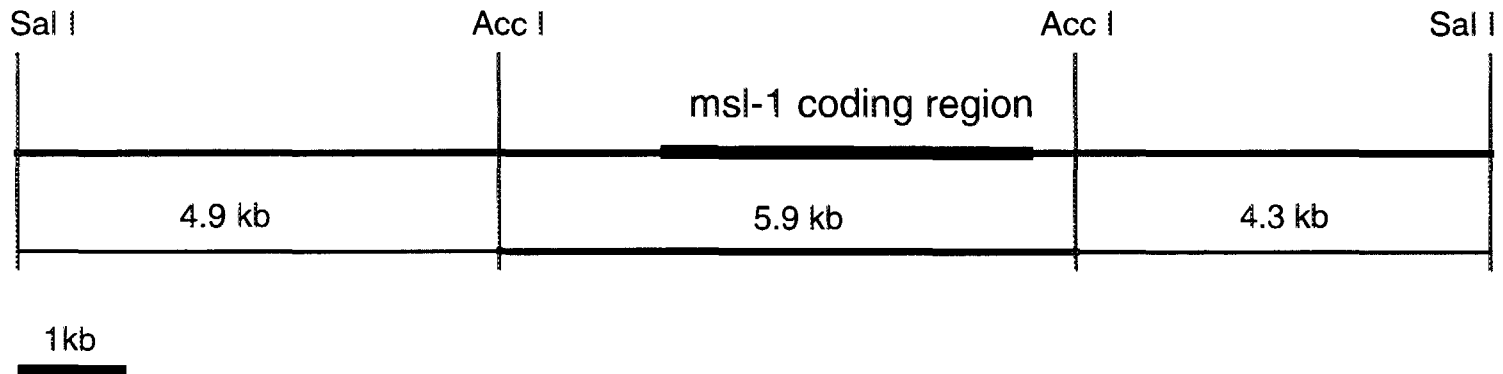 Sal I Acc I Acc I Sal I
msl-1 coding region
4.9 kb 5.9 kb 4.3 kb
1kb